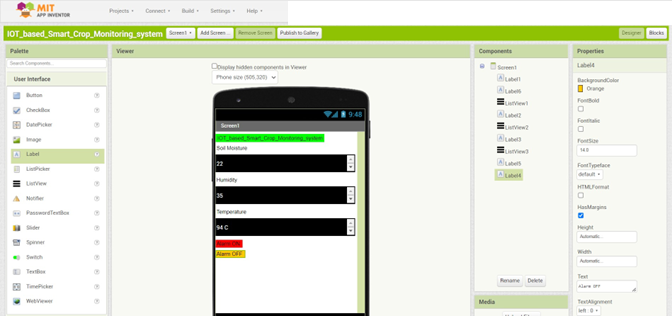 MIT
APP INVENTOR
Projects
Connect
Build
Settings
Help
IOT_based_Smart_Crop_Monitoring_system
Screen1
Add Screen ...
Remove Screen
Publish to Gallery
Designer
Blocks
Palette
Search Components...
User Interface
Button
CheckBox
DatePicker
Image
Label
ListPicker
ListView
Notifier
PasswordTextBox
Slider
Spinner
Switch
TextBox
TimePicker
WebViewer
Viewer
Display hidden components in Viewer
Phone size (505,320)
9:48
Screen1
IOT_based_Smart_Crop_Monitoring_system
Soil Moisture
22
Humidity
35
Temperature
94 C
Alarm ON
Alarm OFF
Components
Screen1
Label1
Label6
ListView1
Label2
ListView2
Label3
ListView3
Label5
Label4
Rename
Delete
Media
Properties
Label4
BackgroundColor
Orange
FontBold
FontItalic
FontSize
14.0
FontTypeface
default
HTMLFormat
HasMargins
Height
Automatic...
Width
Automatic...
Text
Alarm OFF
TextAlignment
left : 0